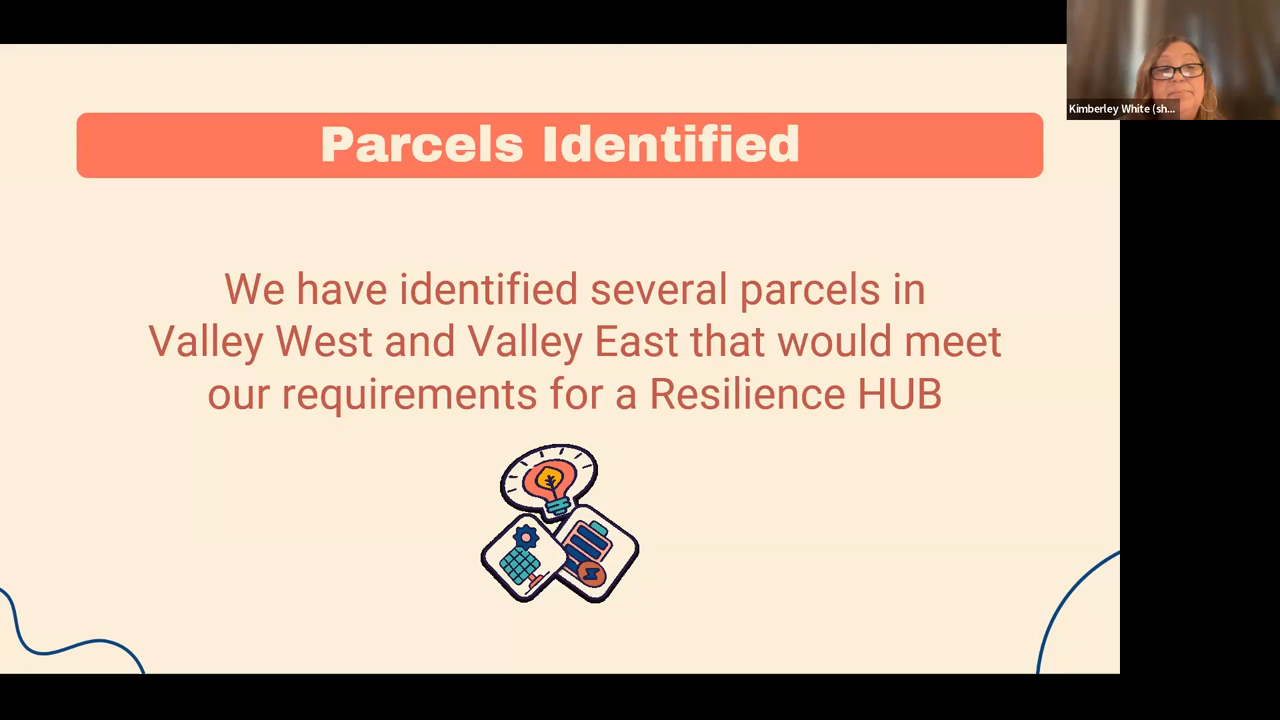 Parcels Identified
We have identified several parcels in
Valley West and Valley East that would meet
our requirements for a Resilience HUB
Kimberley White (sh...